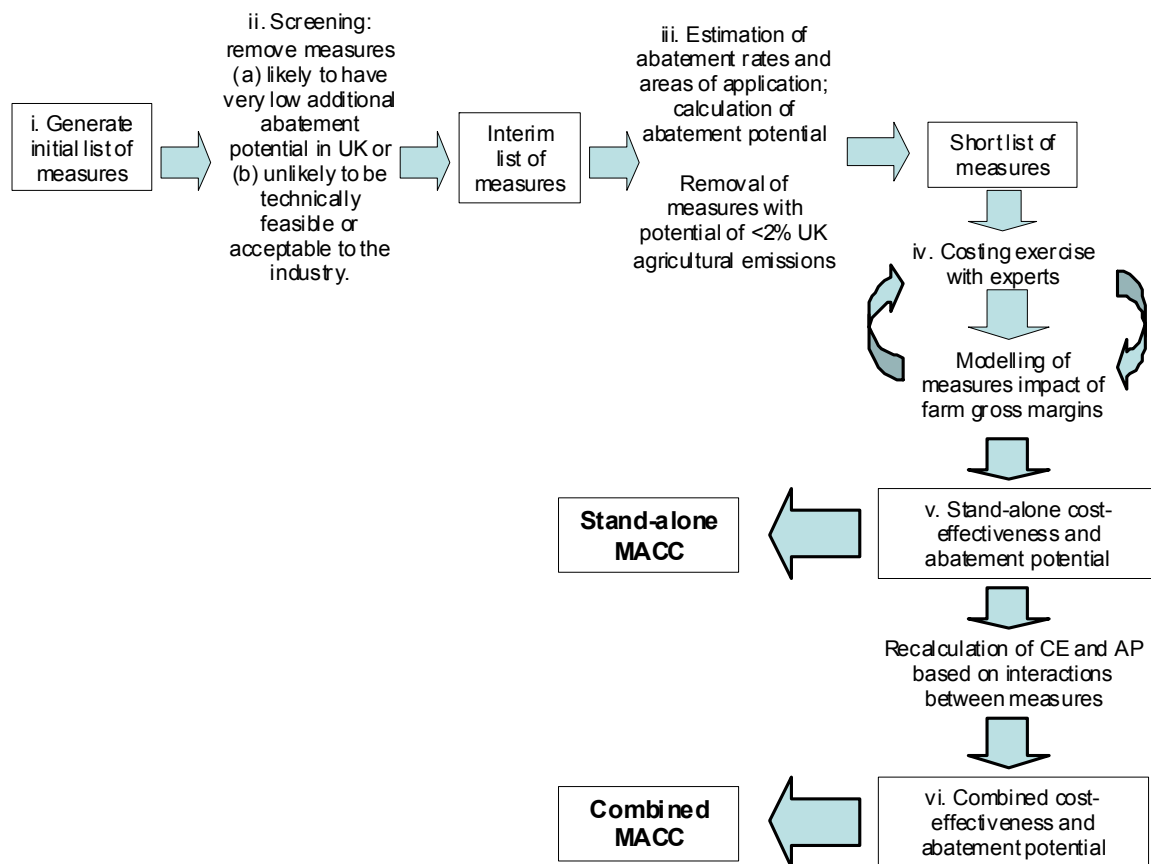 i. Generate
initial list of
measures
ii. Screening:
remove measures
(a) likely to have
very low additional
abatement
potential in UK or
(b) unlikely to be
technically
feasible or
acceptable to the
industry.
Interim
list of
measures
iii. Estimation of
abatement rates and
areas of application;
calculation of
abatement potential
Removal of
measures with
potential of <2% UK
agricultural emissions
Short list of
measures
iv. Costing exercise
with experts
Modelling of
measures impact of
farm gross margins
v. Stand-alone cost-
effectiveness and
abatement potential
Stand-alone
MACC
Recalculation of CE and AP
based on interactions
between measures
vi. Combined cost-
effectiveness and
abatement potential
Combined
MACC